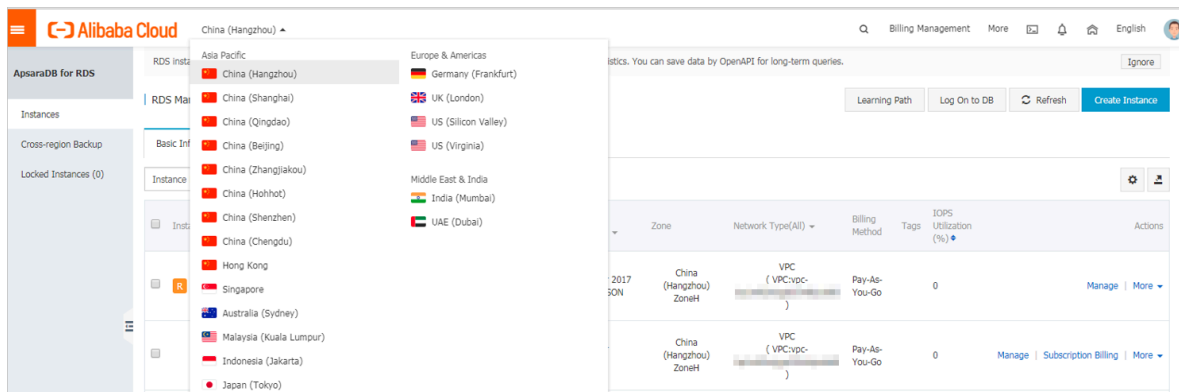 Alibaba Cloud
China (Hangzhou)
Billing Management
More
English
ApsaraDB for RDS
Instances
Cross-region Backup
Locked Instances (0)
RDS insta
istics. You can save data by OpenAPI for long-term queries.
Ignore
RDS Ma
Learning Path
Log On to DB
Refresh
Create Instance
Basic Inf
Instance
Asia Pacific
China (Hangzhou)
China (Shanghai)
China (Qingdao)
China (Beijing)
China (Zhangjiakou)
China (Hohhot)
China (Shenzhen)
China (Chengdu)
Hong Kong
Singapore
Australia (Sydney)
Malaysia (Kuala Lumpur)
Indonesia (Jakarta)
Japan (Tokyo)
Europe & Americas
Germany (Frankfurt)
UK (London)
US (Silicon Valley)
US (Virginia)
Middle East & India
India (Mumbai)
UAE (Dubai)
Insta
Zone
Network Type(All)
Billing
Method
Tags
IOPS
Utilization
(%)
Actions
R
2017
SON
China
(Hangzhou)
ZoneH
VPC
( VPC:vpc-
)
Pay-As-
You-Go
0
Manage | More
China
(Hangzhou)
ZoneH
VPC
( VPC:vpc-
)
Pay-As-
You-Go
0
Manage | Subscription Billing | More